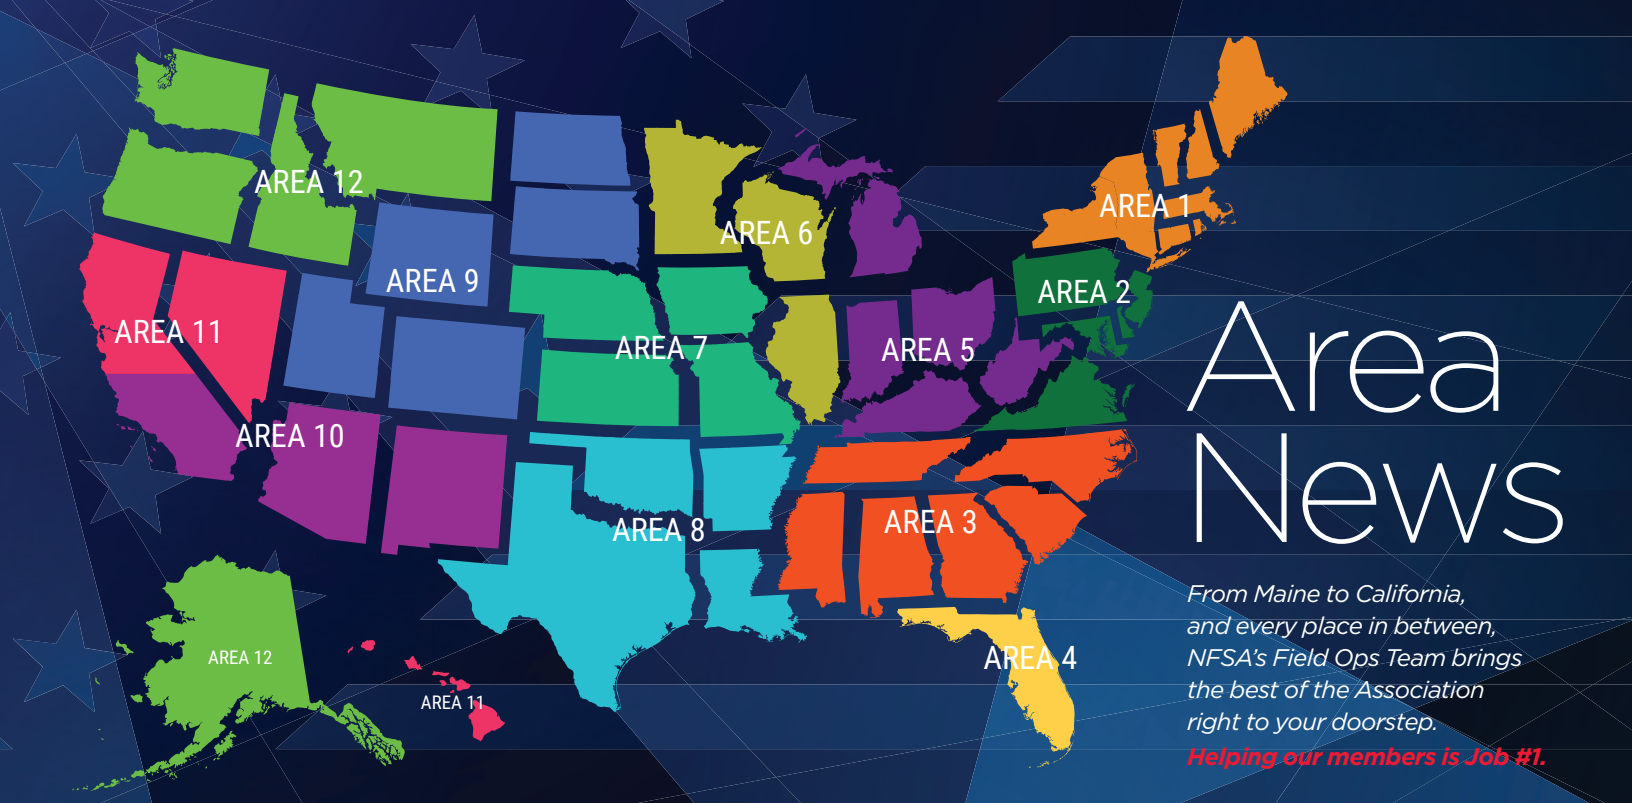 AREA 12
AREA 9
AREA 11
AREA 10
AREA 6
AREA 7
AREA 8
AREA 5
AREA 1
AREA 2
AREA 3
AREA 4
AREA 12
AREA 11
Area
News
From Maine to California,
and every place in between,
NFSA's Field Ops Team brings
the best of the Association
right to your doorstep.
Helping our members is Job #1.